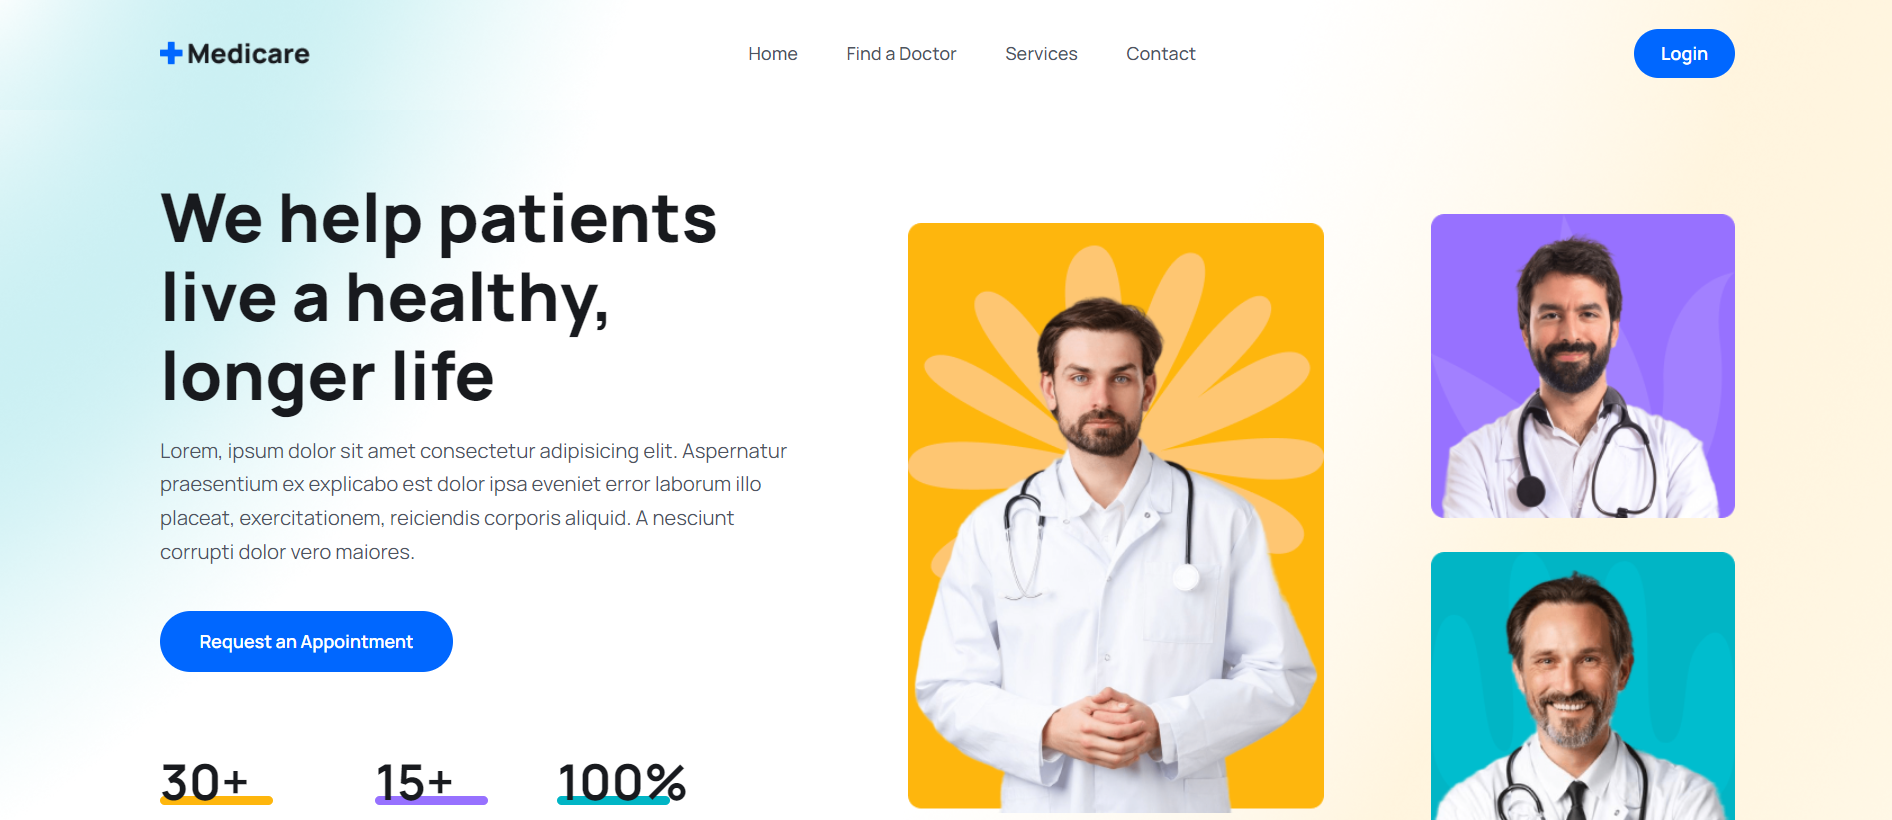 Medicare
Home
Find a Doctor
Services
Contact
Login
We help patients
live a healthy,
longer life
Lorem, ipsum dolor sit amet consectetur adipisicing elit. Aspernatur
praesentium ex explicabo est dolor ipsa eveniet error laborum illo
placeat, exercitationem, reiciendis corporis aliquid. A nesciunt
corrupti dolor vero maiores.
Request an Appointment
30+
15+
100%